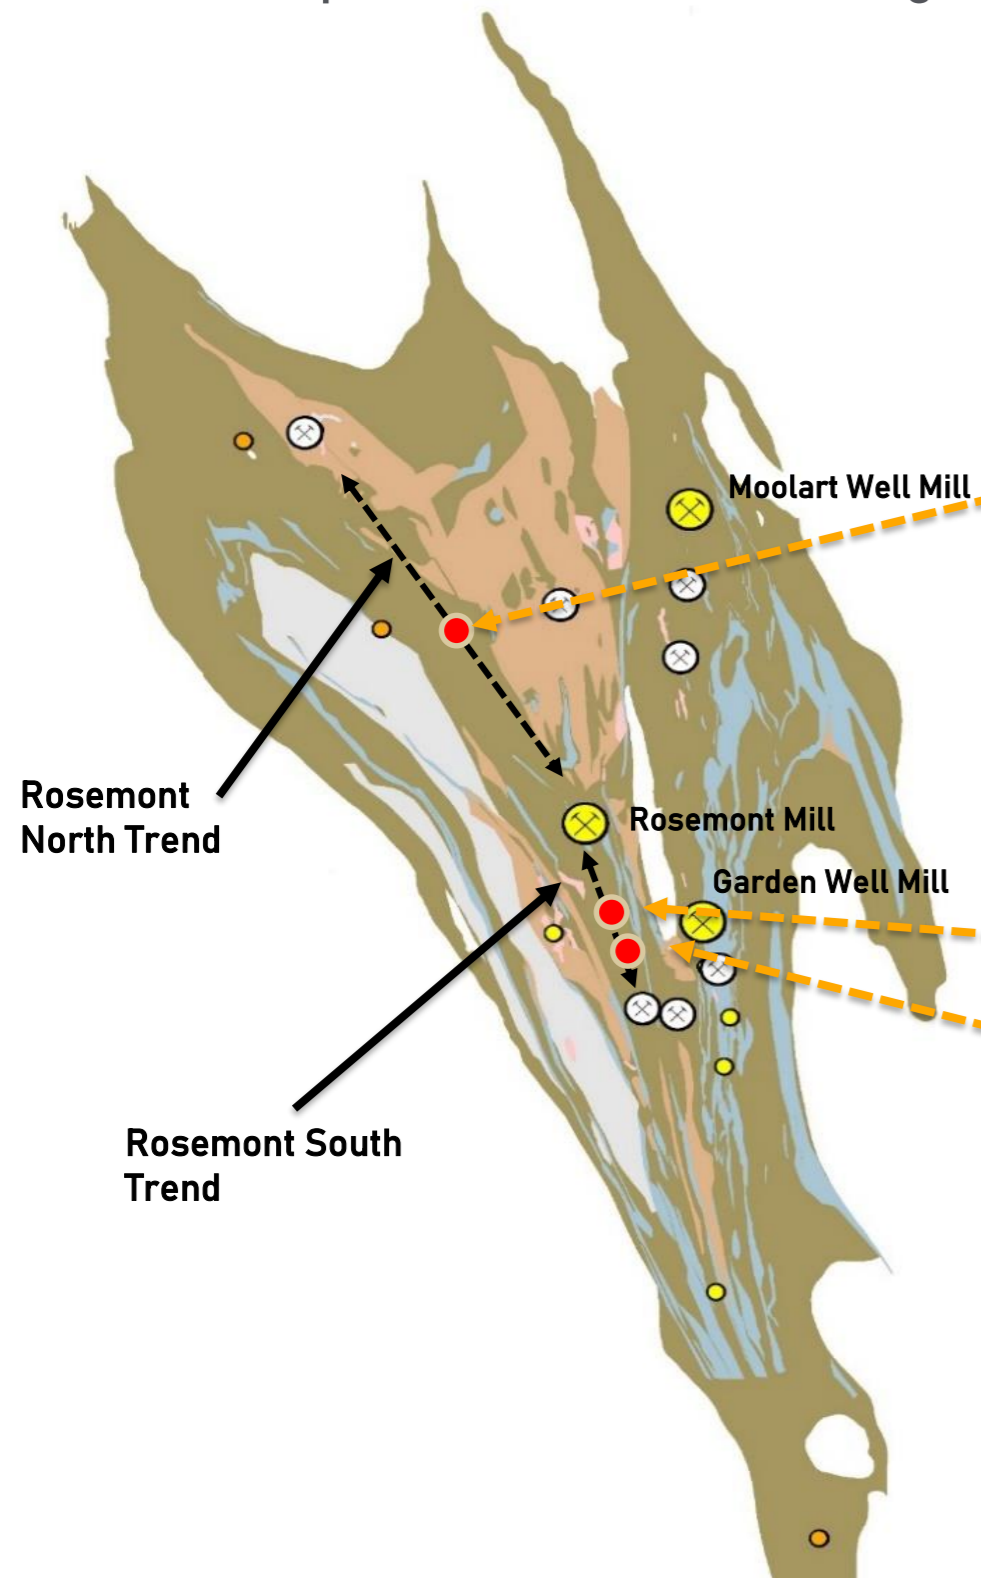 Moolart Well Mill
Rosemont
North Trend
Rosemont Mill
Garden Well Mill
Rosemont South
Trend